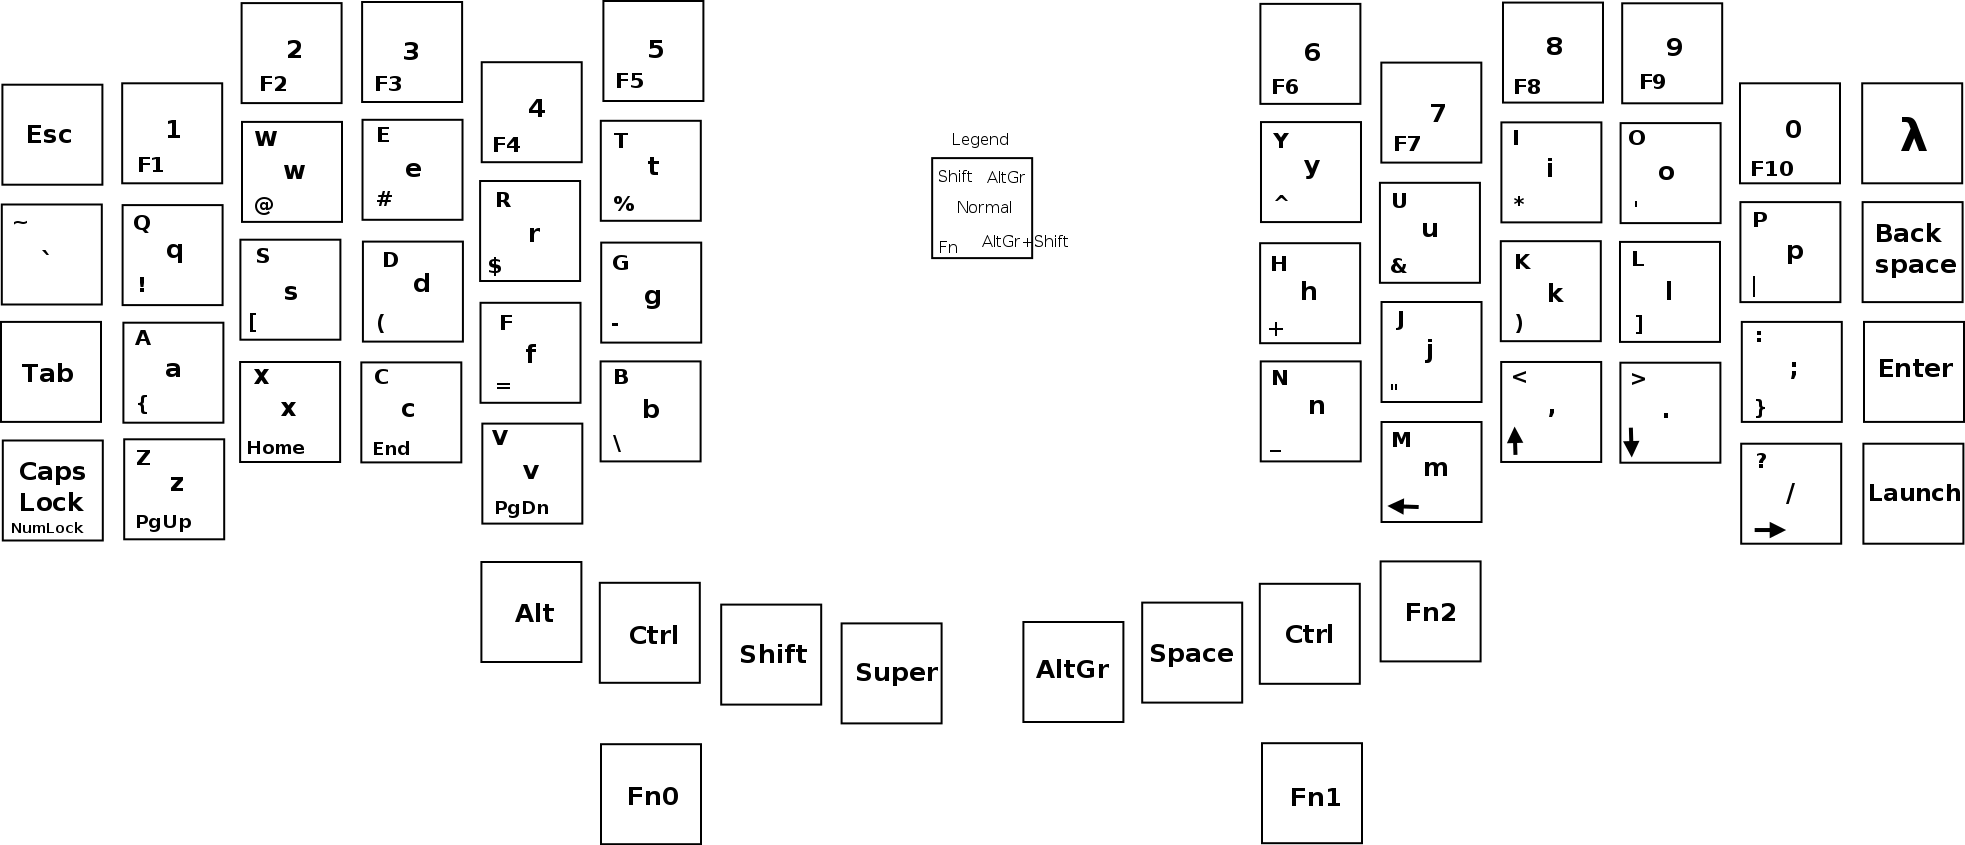 2
F2
3
F3
4
F4
5
F5
6
F6
7
F7
8
F8
9
F9
Esc
1
F1
0
F10
λ
Legend
Shift AltGr
Normal
Fn AltGr+Shift
~
`
Q
q
!
W
w
@
E
e
#
R
r
$
T
t
%
Y
y
^
U
u
&
I
i
*
O
o
'
P
p
|
Back
space
Tab
A
a
{
S
s
[
D
d
(
F
f
=
G
g
-
H
h
+
J
j
"
K
k
)
L
l
]
:
;
}
Enter
Caps
Lock
NumLock
Z
z
PgUp
X
x
Home
C
c
End
V
v
PgDn
B
b
\
N
n
_
M
m
←
<
,
↑
>
.
↓
?
/
→
Launch
Alt
Ctrl
Shift
Super
AltGr
Space
Ctrl
Fn2
Fn0
Fn1